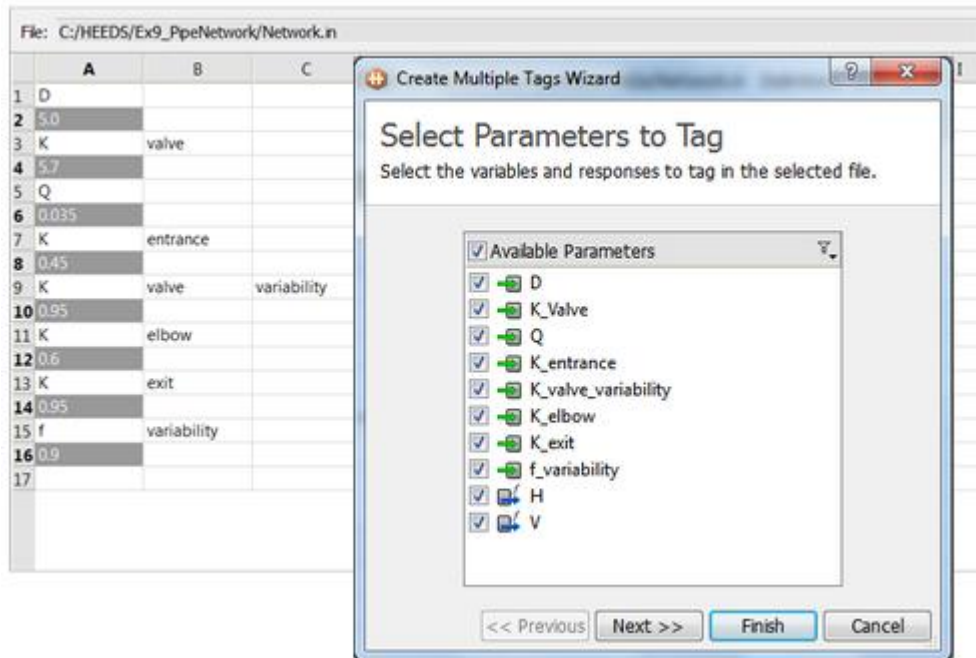 File: C:/HEEDS/Ex9_PipeNetwork/Network.in
A B C I
1 D
2 5.0
3 K valve
4 5.7
5 Q
6 0.035
7 K entrance
8 0.45
9 K valve variability
10 0.95
11 K elbow
12 0.6
13 K exit
14 0.95
15 f variability
16 0.9
17
Create Multiple Tags Wizard
Select Parameters to Tag
Select the variables and responses to tag in the selected file.
Available Parameters
D
K_Valve
Q
K_entrance
K_valve_variability
K_elbow
K_exit
f_variability
H
V
<< Previous Next >> Finish Cancel